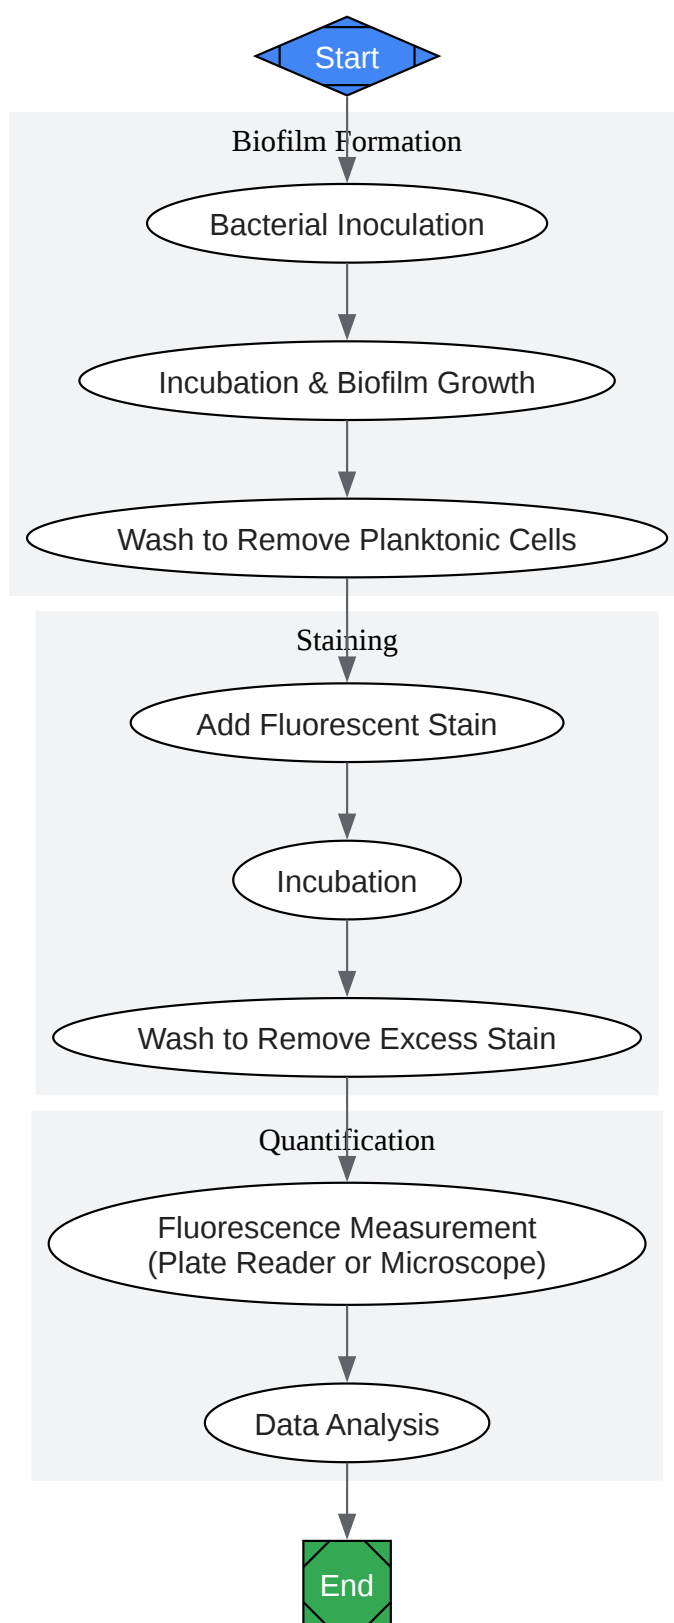 Start
Biofilm Formation
Bacterial Inoculation
Incubation & Biofilm Growth
Wash to Remove Planktonic Cells
Staining
Add Fluorescent Stain
Incubation
Wash to Remove Excess Stain
Quantification
Fluorescence Measurement
(Plate Reader or Microscope)
Data Analysis
End